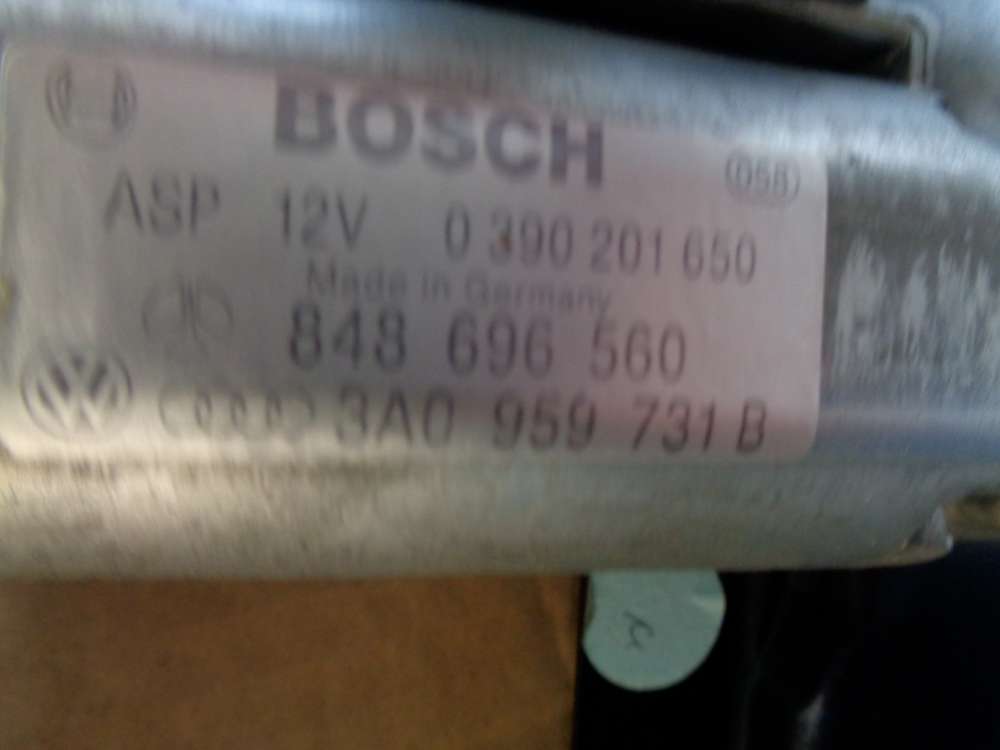 BOSCH
058
ASP 12V 0 390 201 650
Made in Germany
848 696 560
3A0 959 731 B